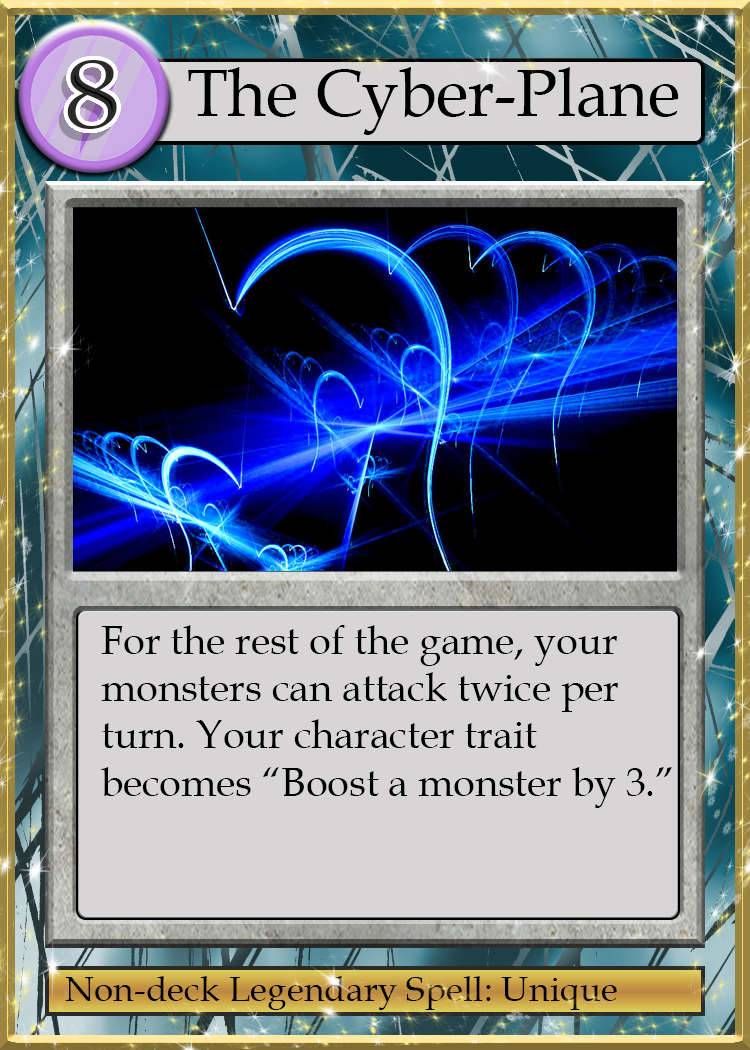 8
The Cyber-Plane
For the rest of the game, your
monsters can attack twice per
turn. Your character trait
becomes “Boost a monster by 3.”
Non-deck Legendary Spell: Unique